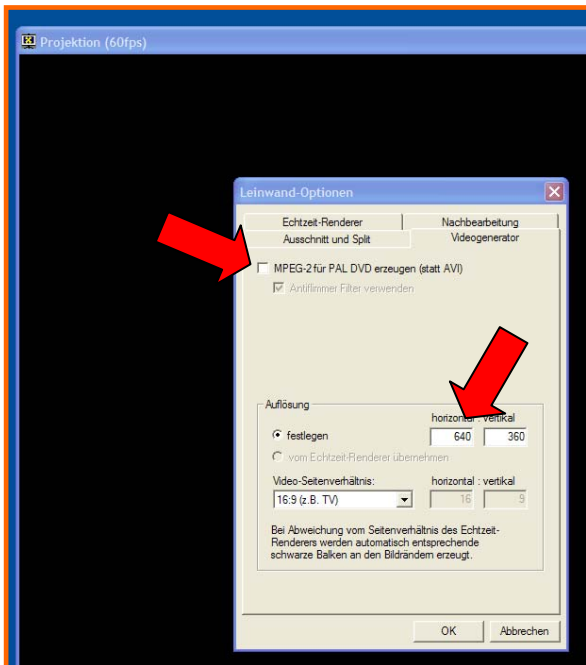 Projektion (60fps)
Leinwand-Optionen
Echtzeit-Renderer
Nachbearbeitung
Ausschnitt und Split
Videogenerator
MPEG-2 für PAL DVD erzeugen (statt AVI)
Antiflimmer Filter verwenden
Auflösung
horizontal : vertikal
festlegen
640
360
vom Echtzeit-Renderer übernehmen
Video-Seitenverhältnis:
horizontal : vertikal
16:9 (z.B. TV)
16
9
Bei Abweichung vom Seitenverhältnis des Echtzeit-
Renderers werden automatisch entsprechende
schwarze Balken an den Bildrändern erzeugt.
OK
Abbrechen